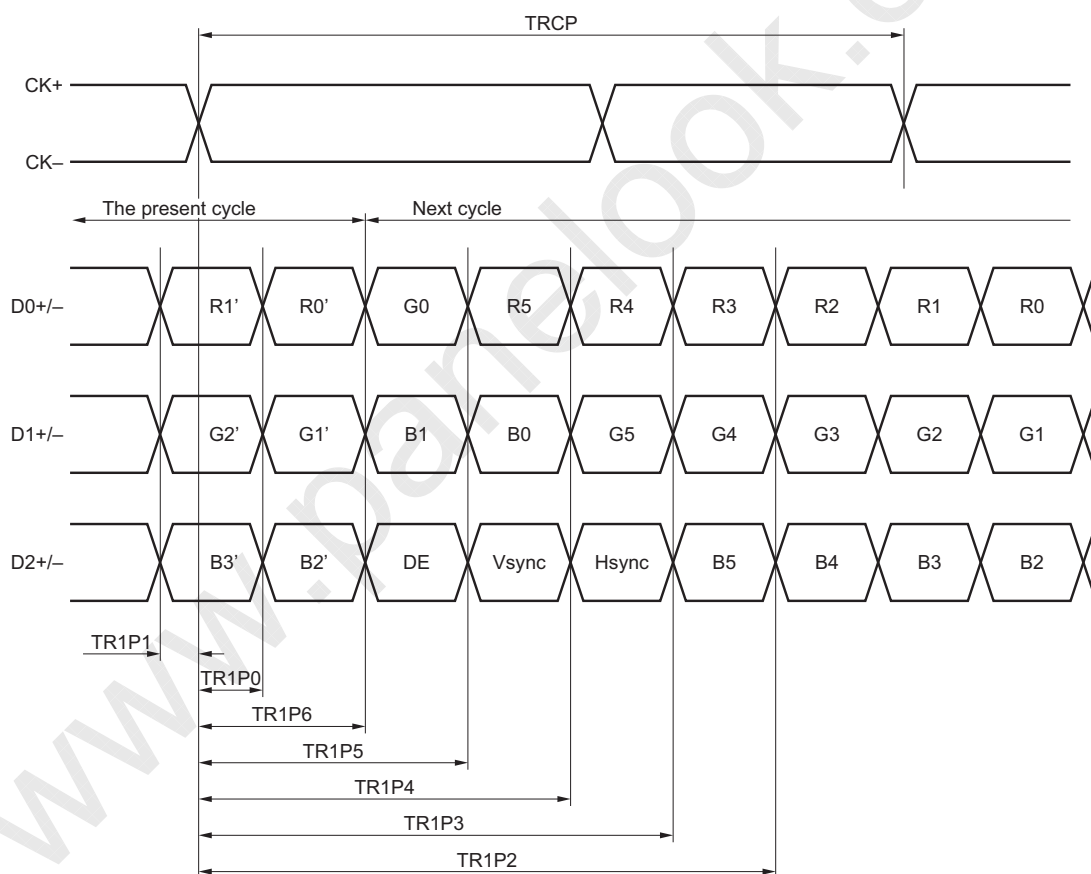 TRCP
CK+
CK–
The present cycle Next cycle
D0+/– R1’ R0’ G0 R5 R4 R3 R2 R1 R0
D1+/– G2’ G1’ B1 B0 G5 G4 G3 G2 G1
D2+/– B3’ B2’ DE Vsync Hsync B5 B4 B3 B2
TR1P1
TR1P0
TR1P6
TR1P5
TR1P4
TR1P3
TR1P2
www.panelook.c